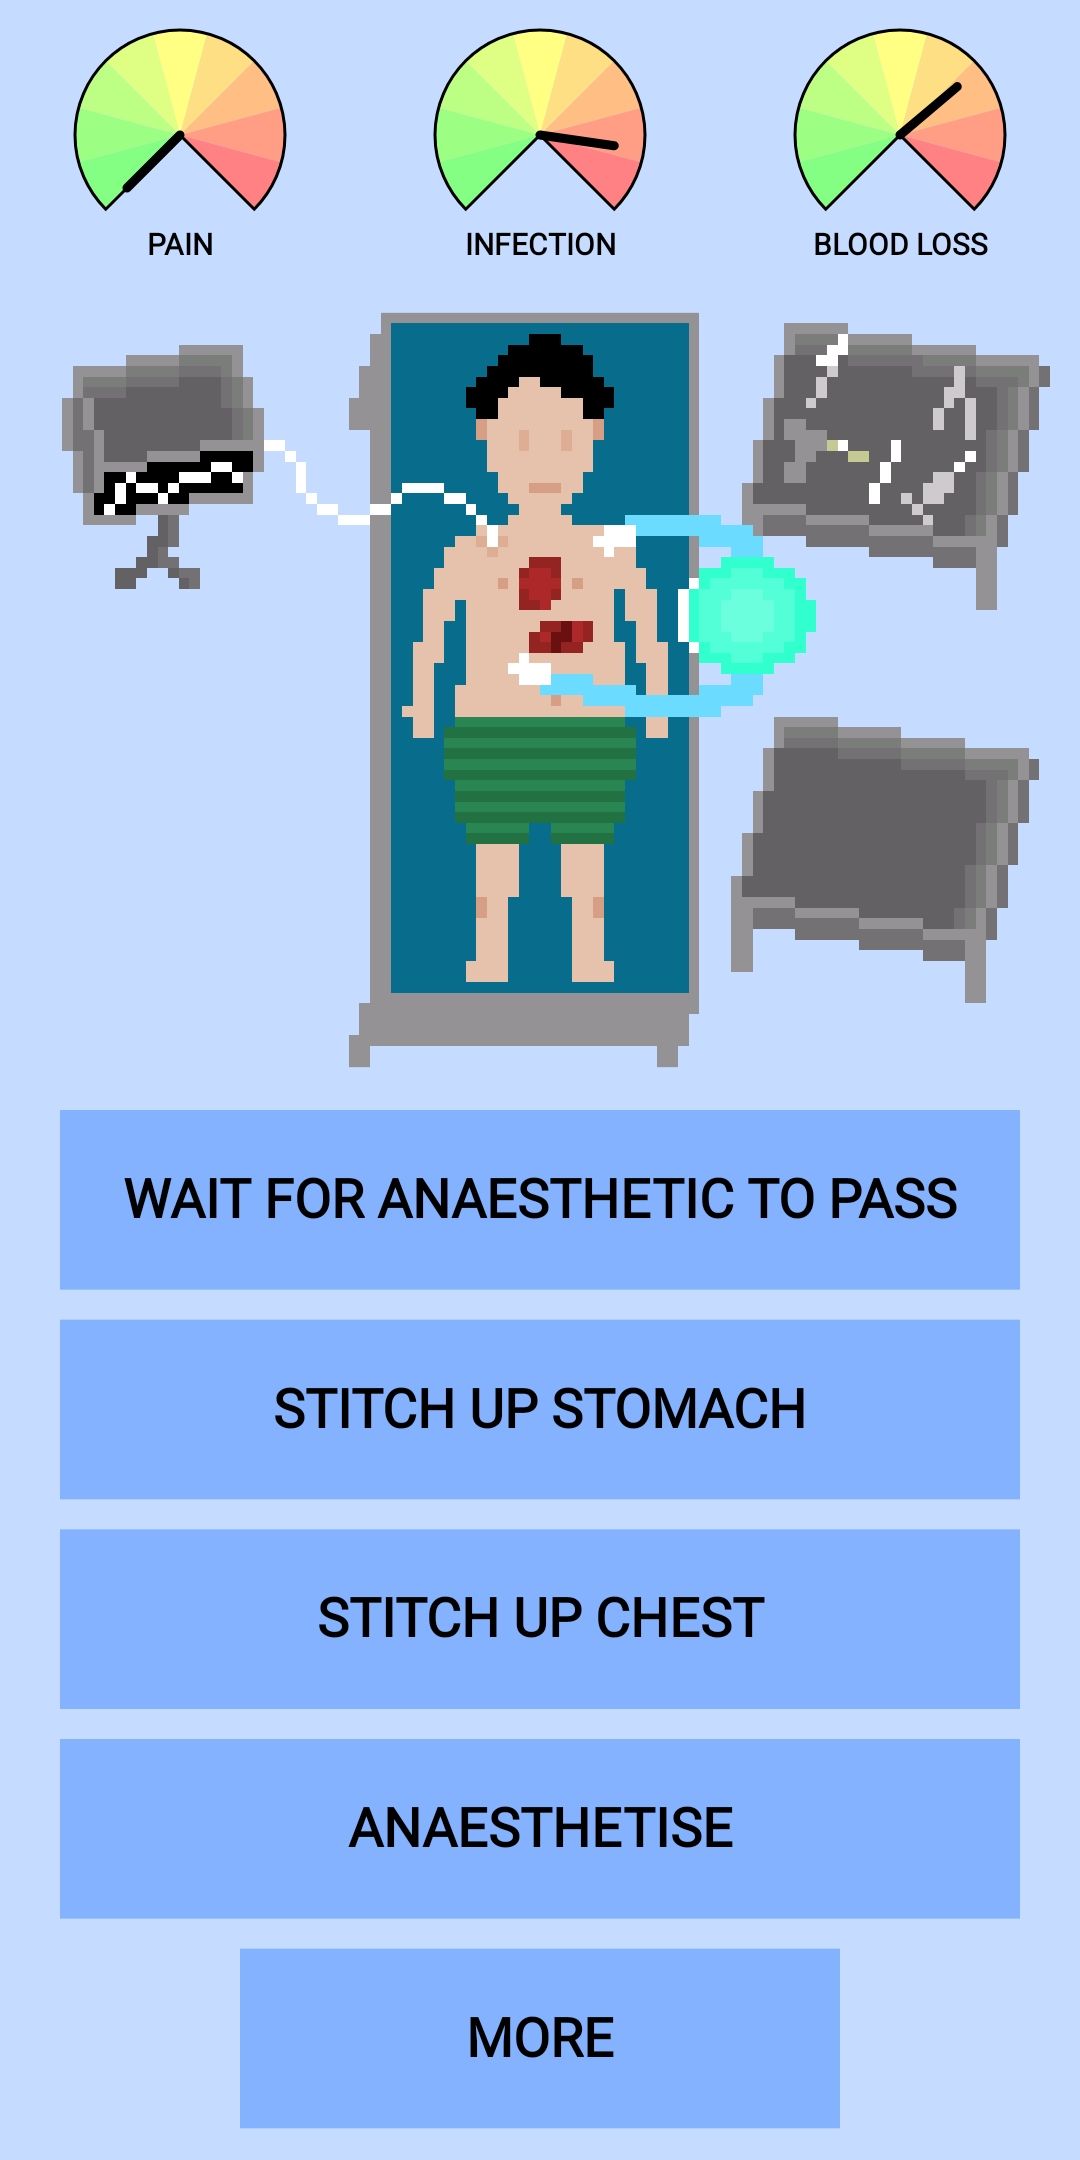 PAIN
INFECTION
BLOOD LOSS
WAIT FOR ANAESTHETIC TO PASS
STITCH UP STOMACH
STITCH UP CHEST
ANAESTHETISE
MORE